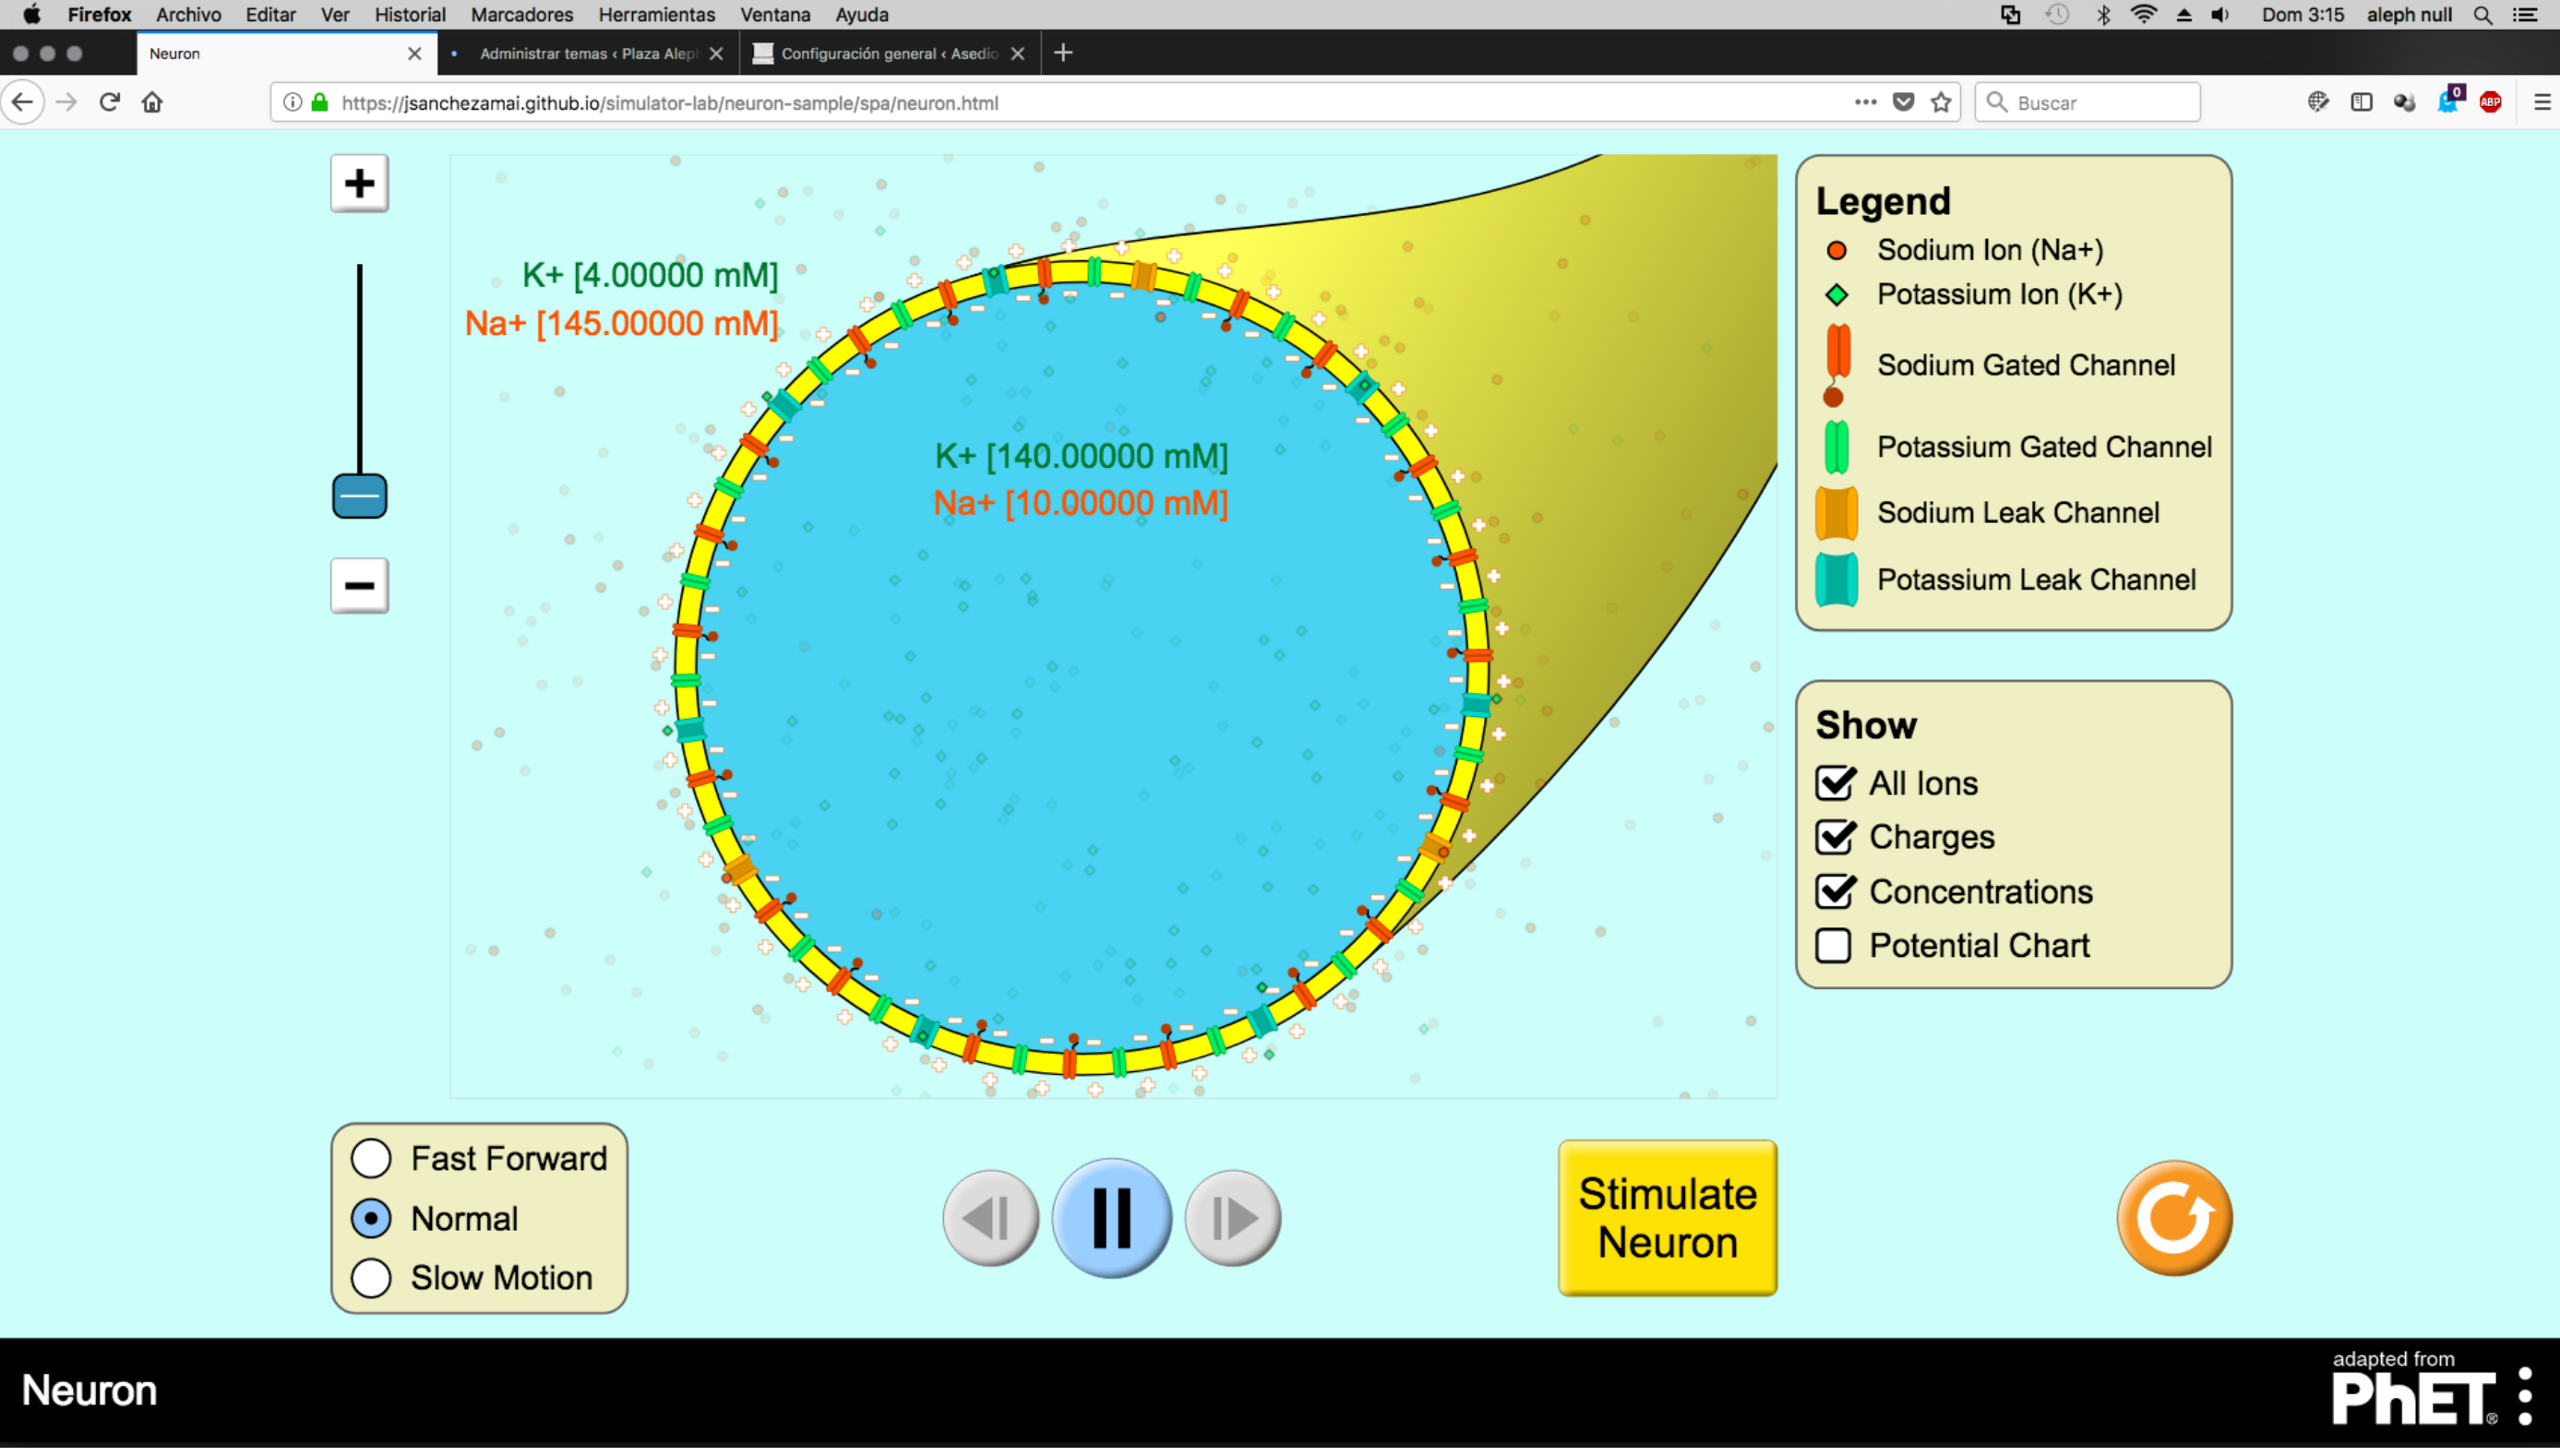 Firefox Archivo Editar Ver Historial Marcadores Herramientas Ventana Ayuda Dom 3:15 aleph null
Neuron Administrar temas ‹ Plaza Alep Configuración general ‹ Asedio
https://jsanchezamai.github.io/simulator-lab/neuron-sample/spa/neuron.html Buscar 0 ABP
K+ [4.00000 mM]
Na+ [145.00000 mM]
K+ [140.00000 mM]
Na+ [10.00000 mM]
Legend
Sodium Ion (Na+)
Potassium Ion (K+)
Sodium Gated Channel
Potassium Gated Channel
Sodium Leak Channel
Potassium Leak Channel
Show
All Ions
Charges
Concentrations
Potential Chart
Fast Forward
Normal
Slow Motion
Stimulate
Neuron
Neuron
adapted from
PhET®